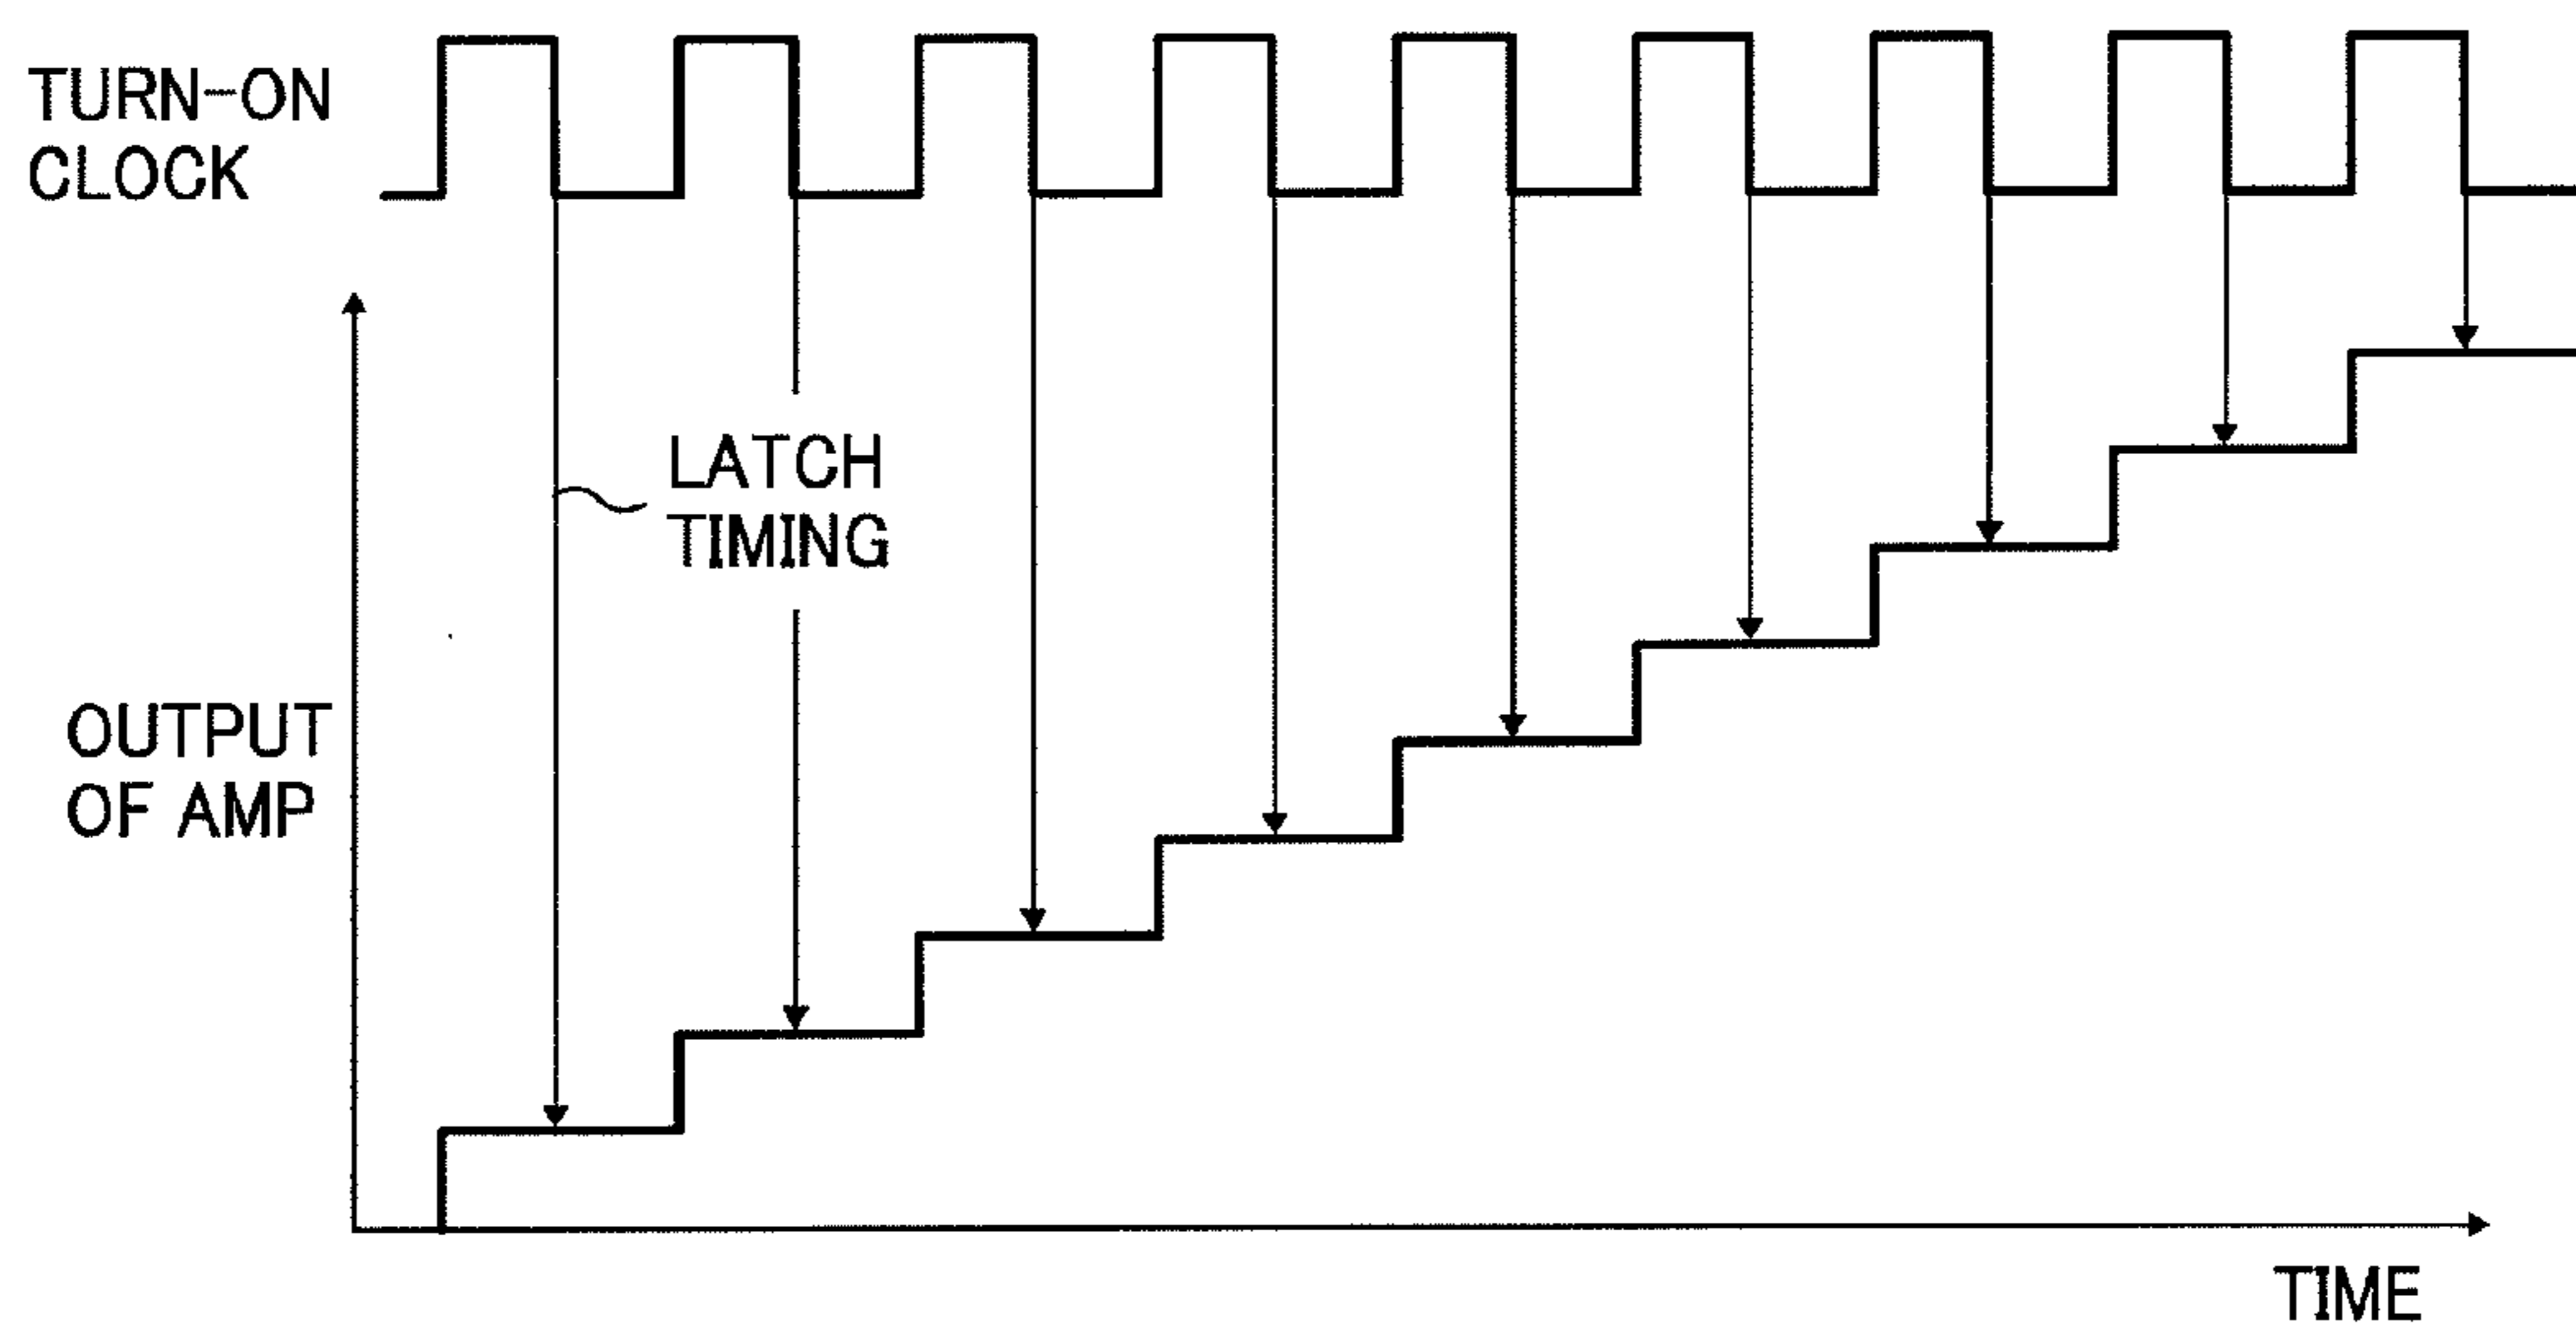 TURN-ON
CLOCK
LATCH
TIMING
OUTPUT
OF AMP
TIME